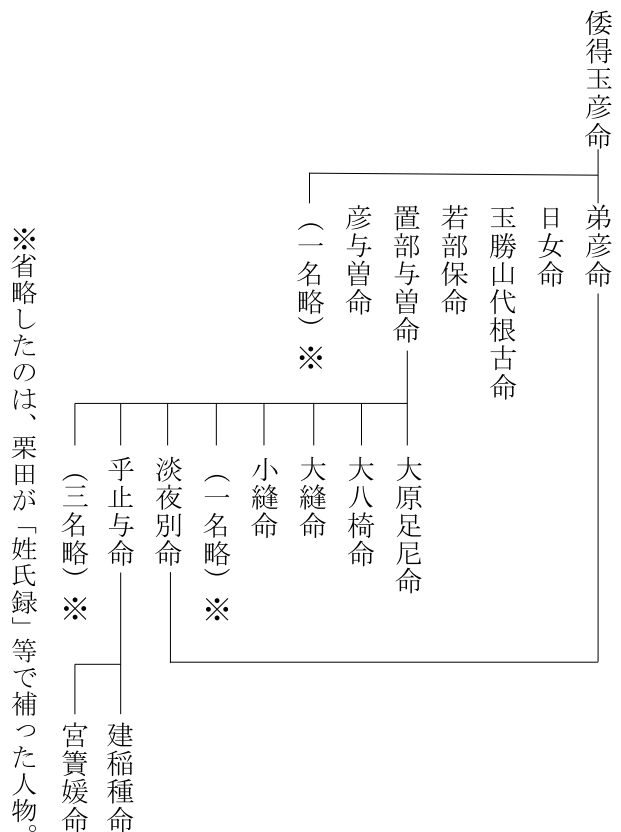 倭得玉彦命
弟彦命
日女命
玉勝山代根古命
若部保命
置部与曽命
彦与曽命
（一名略）※
大原足尼命
大八椅命
大縫命
小縫命
（一名略）※
淡夜別命
乎止与命
（三名略）※
建稲種命
宮簀媛命
※省略したのは、栗田が「姓氏録」等で補った人物。